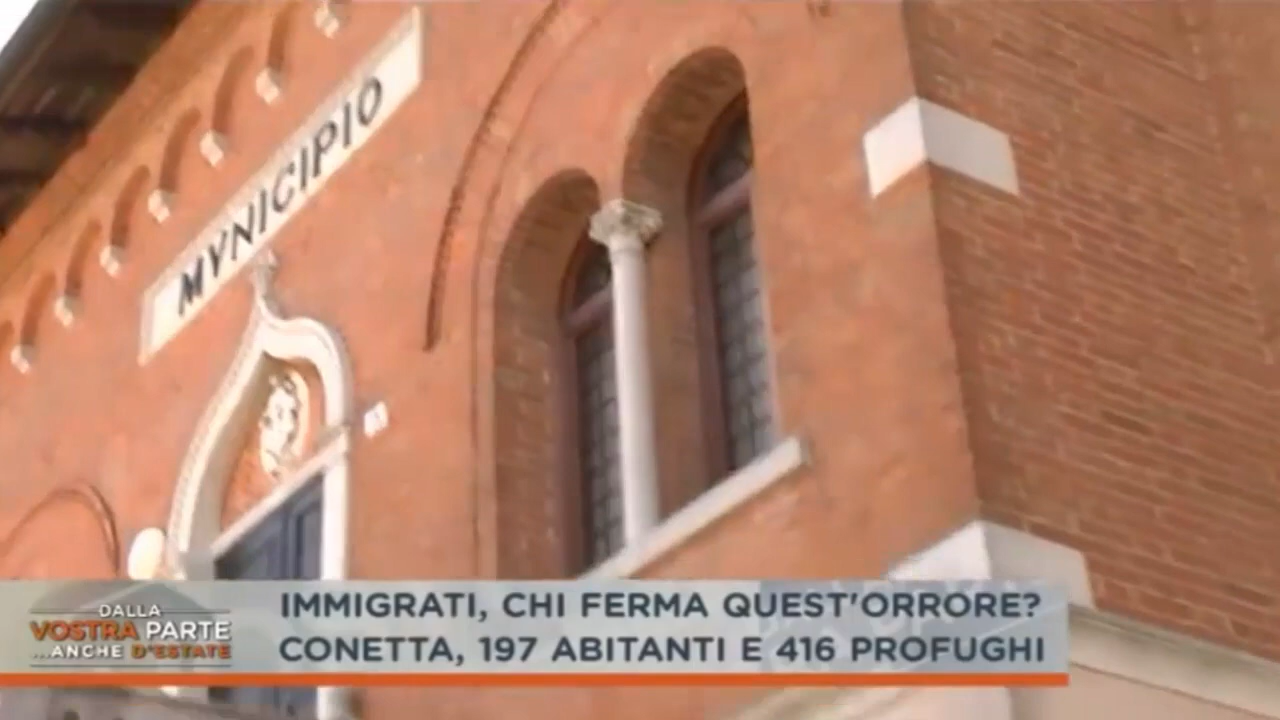 MVNICIPIO
DALLA
VOSTRA PARTE
...ANCHE D'ESTATE
IMMIGRATI, CHI FERMA QUEST'ORRORE?
CONETTA, 197 ABITANTI E 416 PROFUGHI